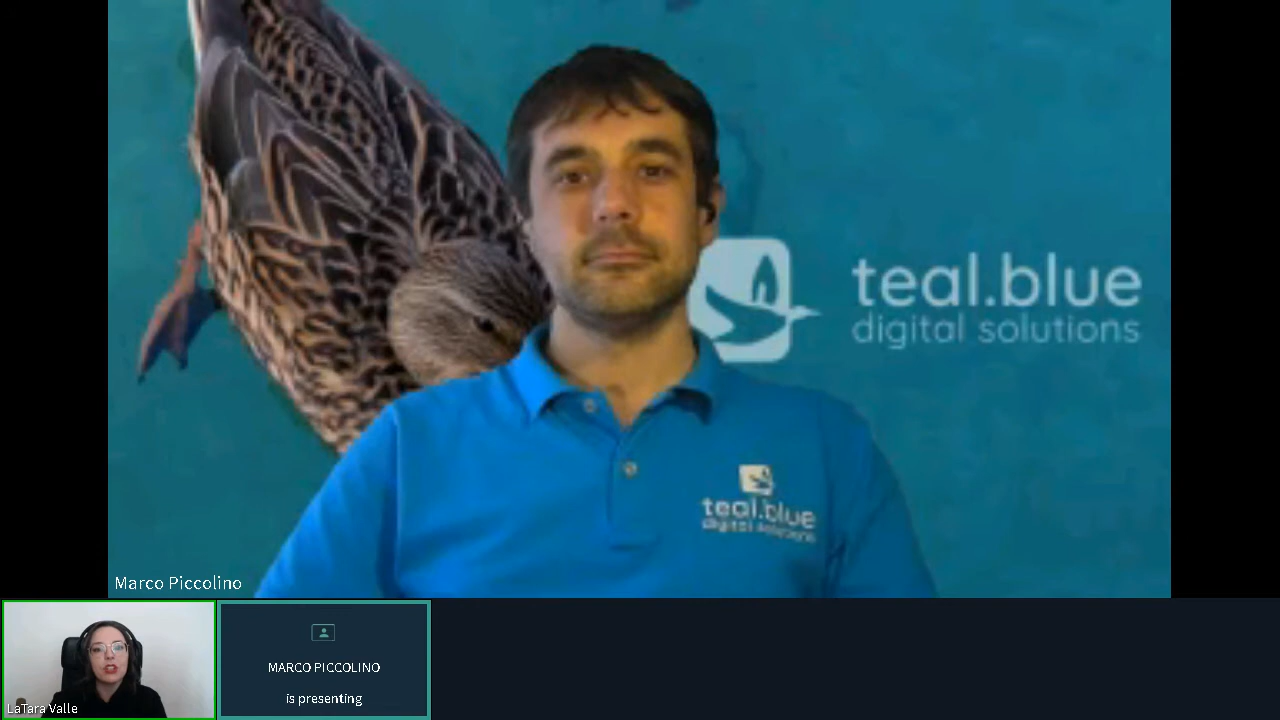 teal.blue
digital solutions
teal.blue
digital solutions
Marco Piccolino
LaTara Valle
MARCO PICCOLINO
is presenting